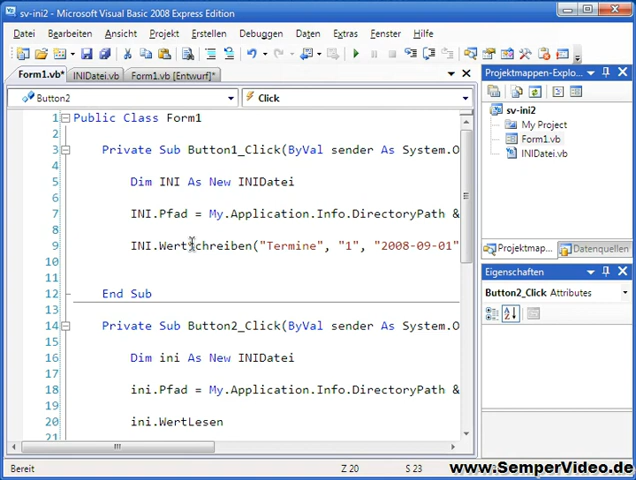 sv-ini2 - Microsoft Visual Basic 2008 Express Edition
Datei Bearbeiten Ansicht Projekt Erstellen Debuggen Daten Extras Fenster Hilfe
Form1.vb* INIDatei.vb Form1.vb [Entwurf]*
Button2 Click
1 Public Class Form1
2
3 Private Sub Button1_Click(ByVal sender As System.O
4
5 Dim INI As New INIDatei
6
7 INI.Pfad = My.Application.Info.DirectoryPath &
8
9 INI.WertSchreiben("Termine", "1", "2008-09-01"
10
11
12 End Sub
13
14 Private Sub Button2_Click(ByVal sender As System.O
15
16 Dim ini As New INIDatei
17
18 ini.Pfad = My.Application.Info.DirectoryPath &
19
20 ini.WertLesen
21
Projektmappen-Explo...
sv-ini2
My Project
Form1.vb
INIDatei.vb
Projektmap... Datenquellen
Eigenschaften
Button2_Click Attributes
Bereit Z 20 S 23
www.SemperVideo.de